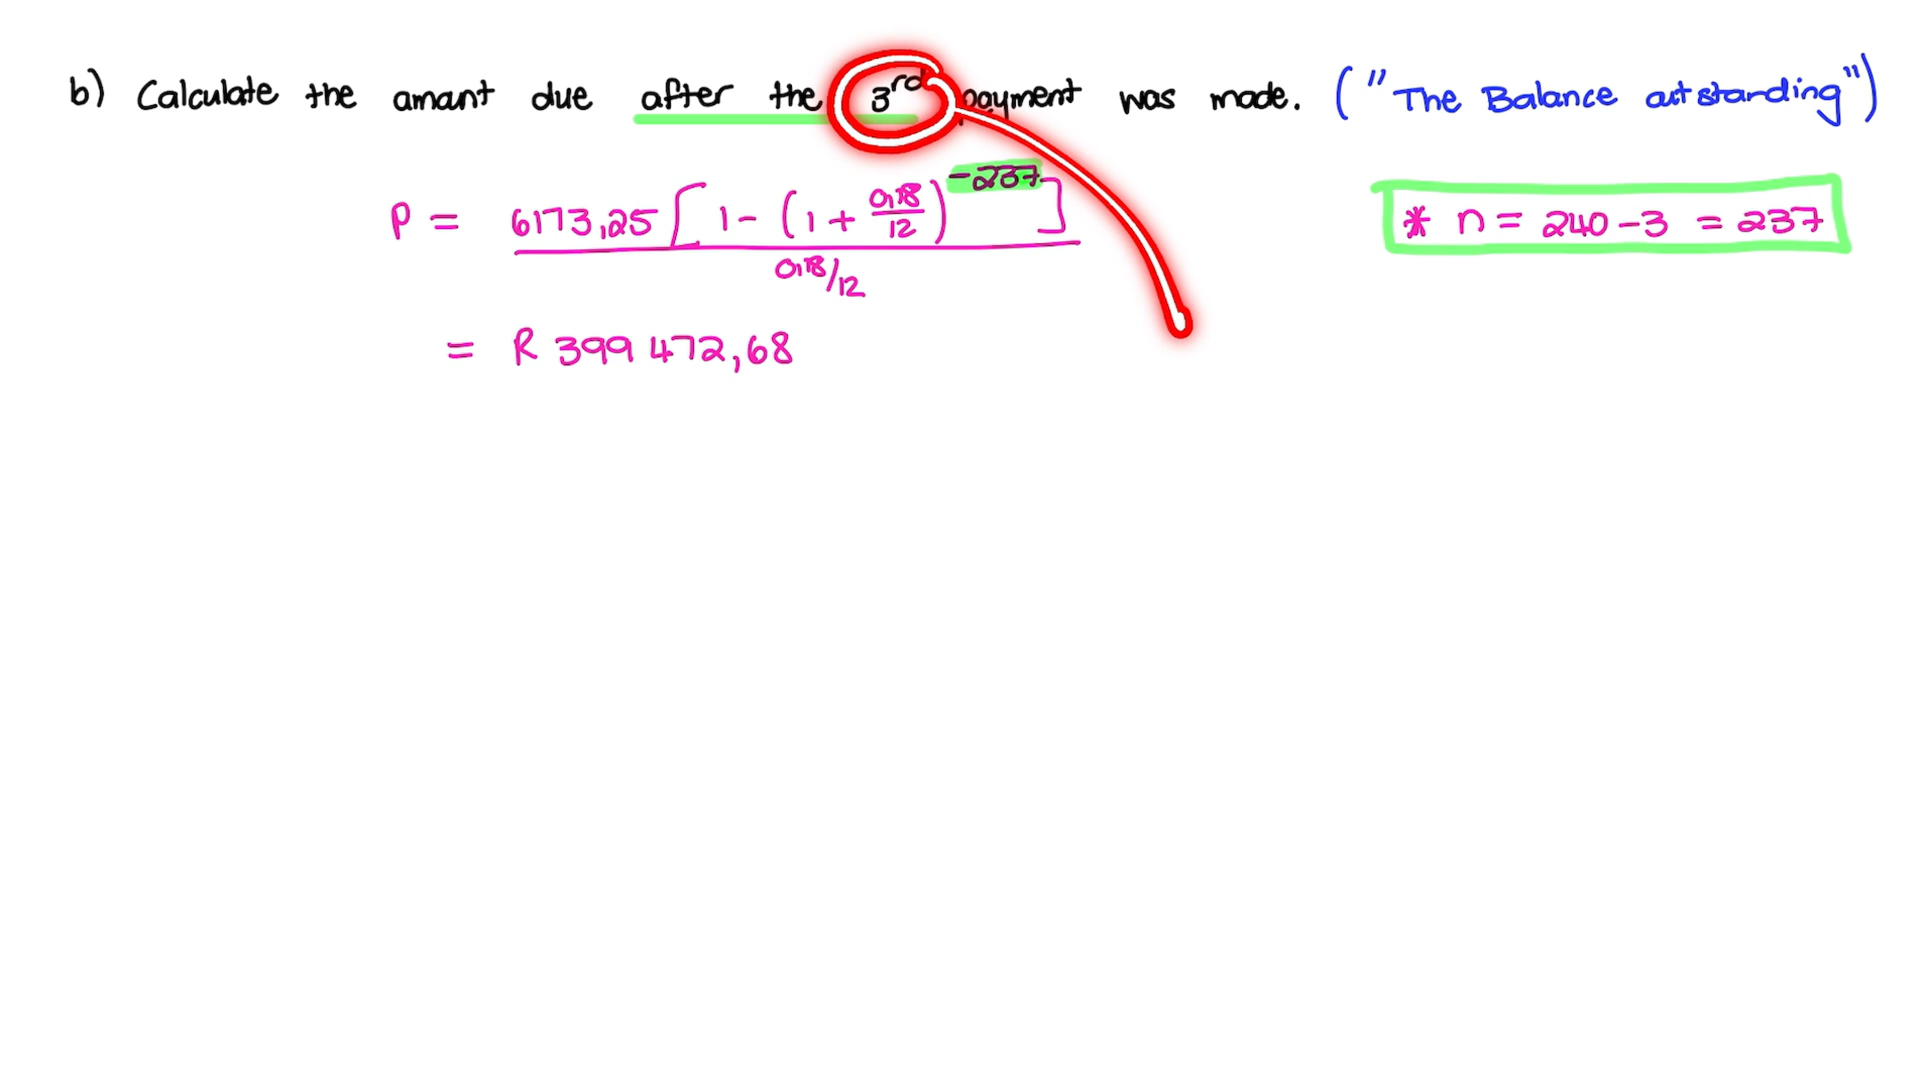 b) Calculate the amount due after the 3rd payment was made. ("The Balance outstanding")
P = 6173,25[1-(1+0,18/12)^-237] / 0,18/12
* n = 240-3 = 237
= R 399 472,68